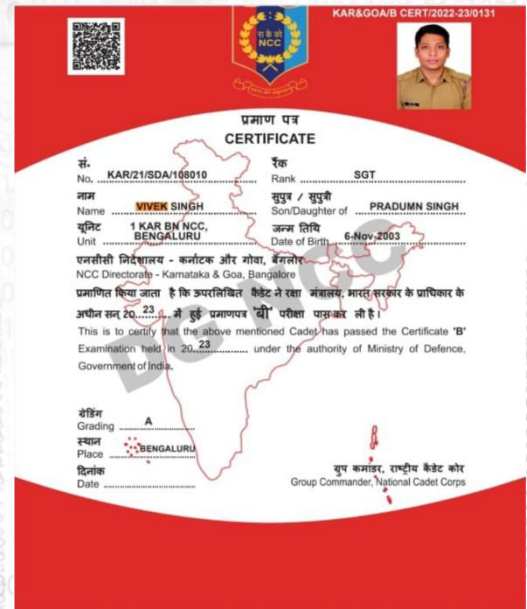 KAR&GOA/B CERT/2022-23/0131
रा कै को
NCC
प्रमाण पत्र
CERTIFICATE
सं.
No. KAR/21/SDA/108010
रैंक
Rank SGT
नाम
Name VIVEK SINGH
सुपुत्र / सुपुत्री
Son/Daughter of PRADUMN SINGH
यूनिट
Unit 1 KAR BN NCC, BENGALURU
जन्म तिथि
Date of Birth 6-Nov-2003
एनसीसी निदेशालय - कर्नाटक और गोवा, बेंगलोर
NCC Directorate - Karnataka & Goa, Bangalore
प्रमाणित किया जाता है कि ऊपरलिखित कैडेट ने रक्षा मंत्रालय, भारत सरकार के प्राधिकार के
अधीन सन् 20..23.. में हुई प्रमाणपत्र 'बी' परीक्षा पास कर ली है।
This is to certify that the above mentioned Cadet has passed the Certificate 'B'
Examination held in 20..23.. under the authority of Ministry of Defence,
Government of India.
DG NCC
ग्रेडिंग
Grading A
स्थान
Place BENGALURU
दिनांक
Date
ग्रुप कमांडर, राष्ट्रीय कैडेट कोर
Group Commander, National Cadet Corps